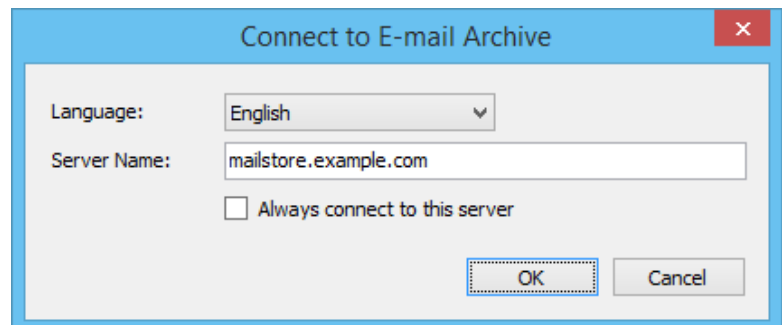 Connect to E-mail Archive
Language: English
Server Name: mailstore.example.com
Always connect to this server
OK Cancel